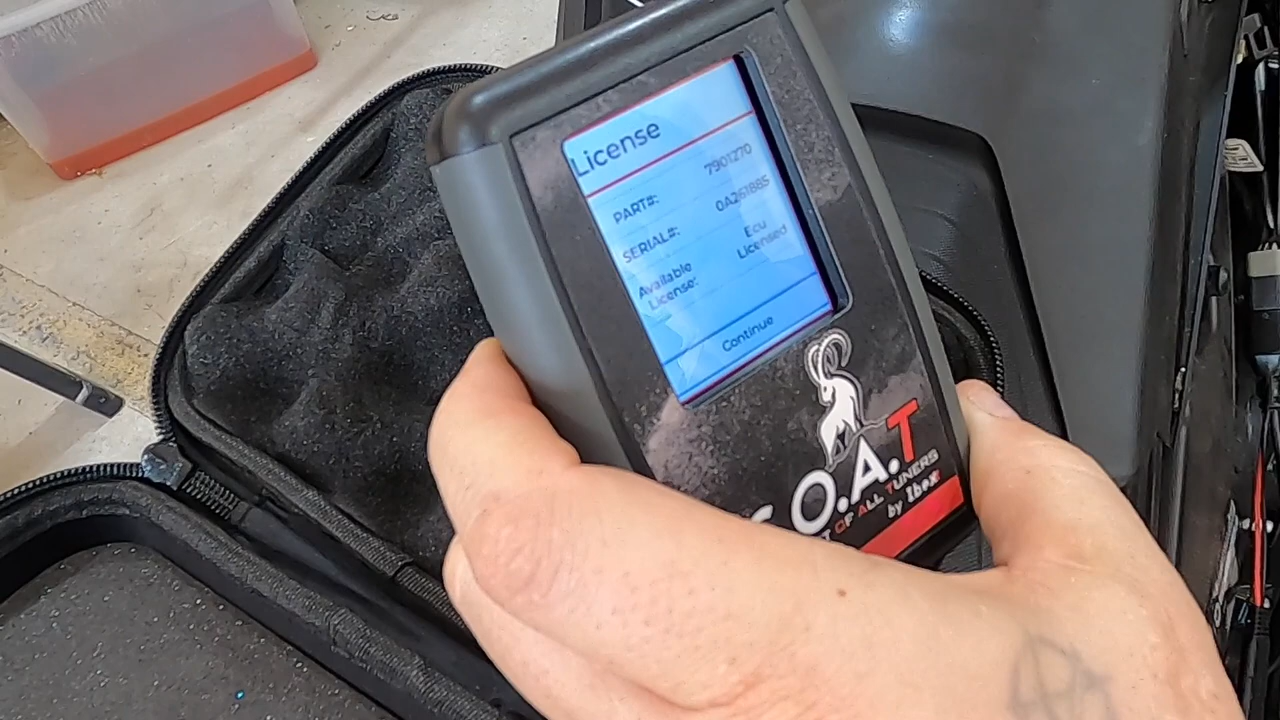 License
PART#: 7901270
SERIAL#: 0A261885
Available License: Ecu Licensed
Continue
O.A.T
OF ALL TUNERS
by Ibex